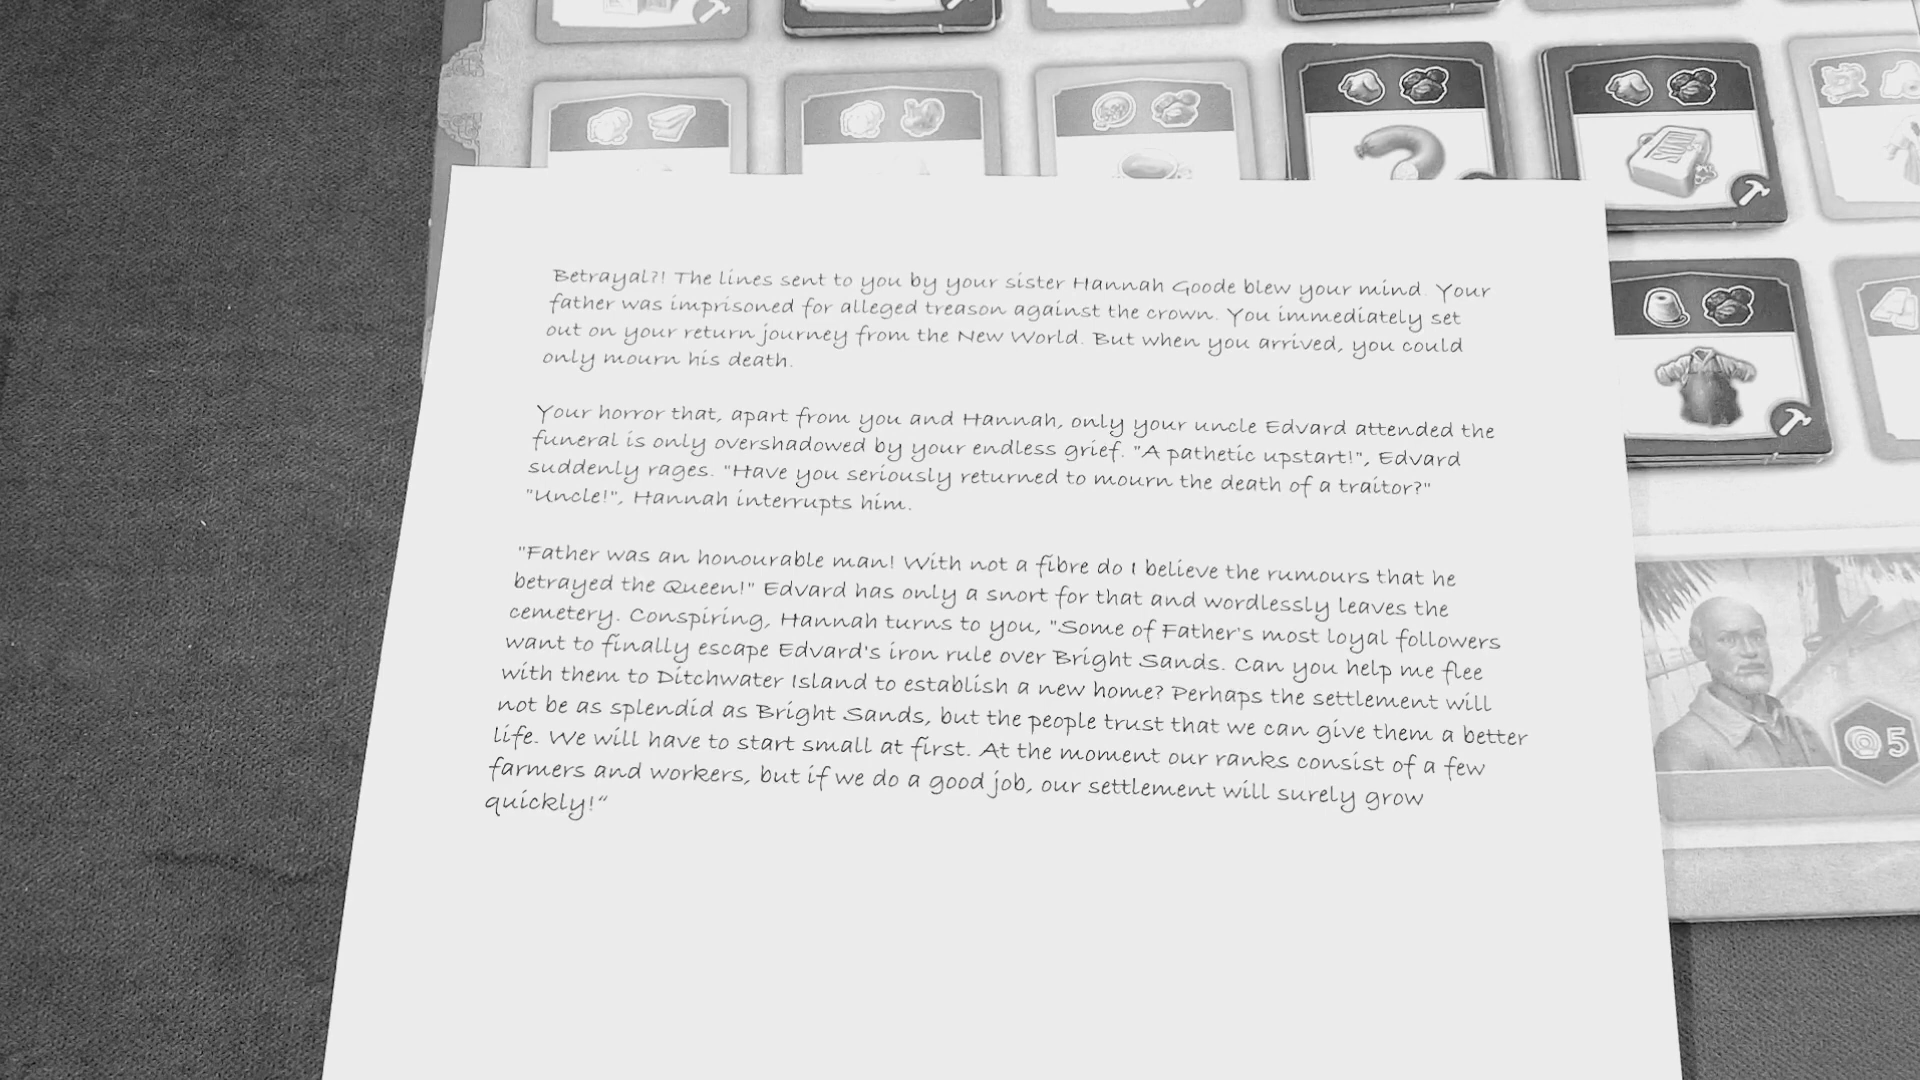 Betrayal?! The lines sent to you by your sister Hannah Goode blew your mind. Your
father was imprisoned for alleged treason against the crown. You immediately set
out on your return journey from the New World. But when you arrived, you could
only mourn his death.
Your horror that, apart from you and Hannah, only your uncle Edvard attended the
funeral is only overshadowed by your endless grief. "A pathetic upstart!", Edvard
suddenly rages. "Have you seriously returned to mourn the death of a traitor?"
"Uncle!", Hannah interrupts him.
"Father was an honourable man! With not a fibre do I believe the rumours that he
betrayed the Queen!" Edvard has only a snort for that and wordlessly leaves the
cemetery. Conspiring, Hannah turns to you, "Some of Father's most loyal followers
want to finally escape Edvard's iron rule over Bright Sands. Can you help me flee
with them to Ditchwater Island to establish a new home? Perhaps the settlement will
not be as splendid as Bright Sands, but the people trust that we can give them a better
life. We will have to start small at first. At the moment our ranks consist of a few
farmers and workers, but if we do a good job, our settlement will surely grow
quickly!“
5